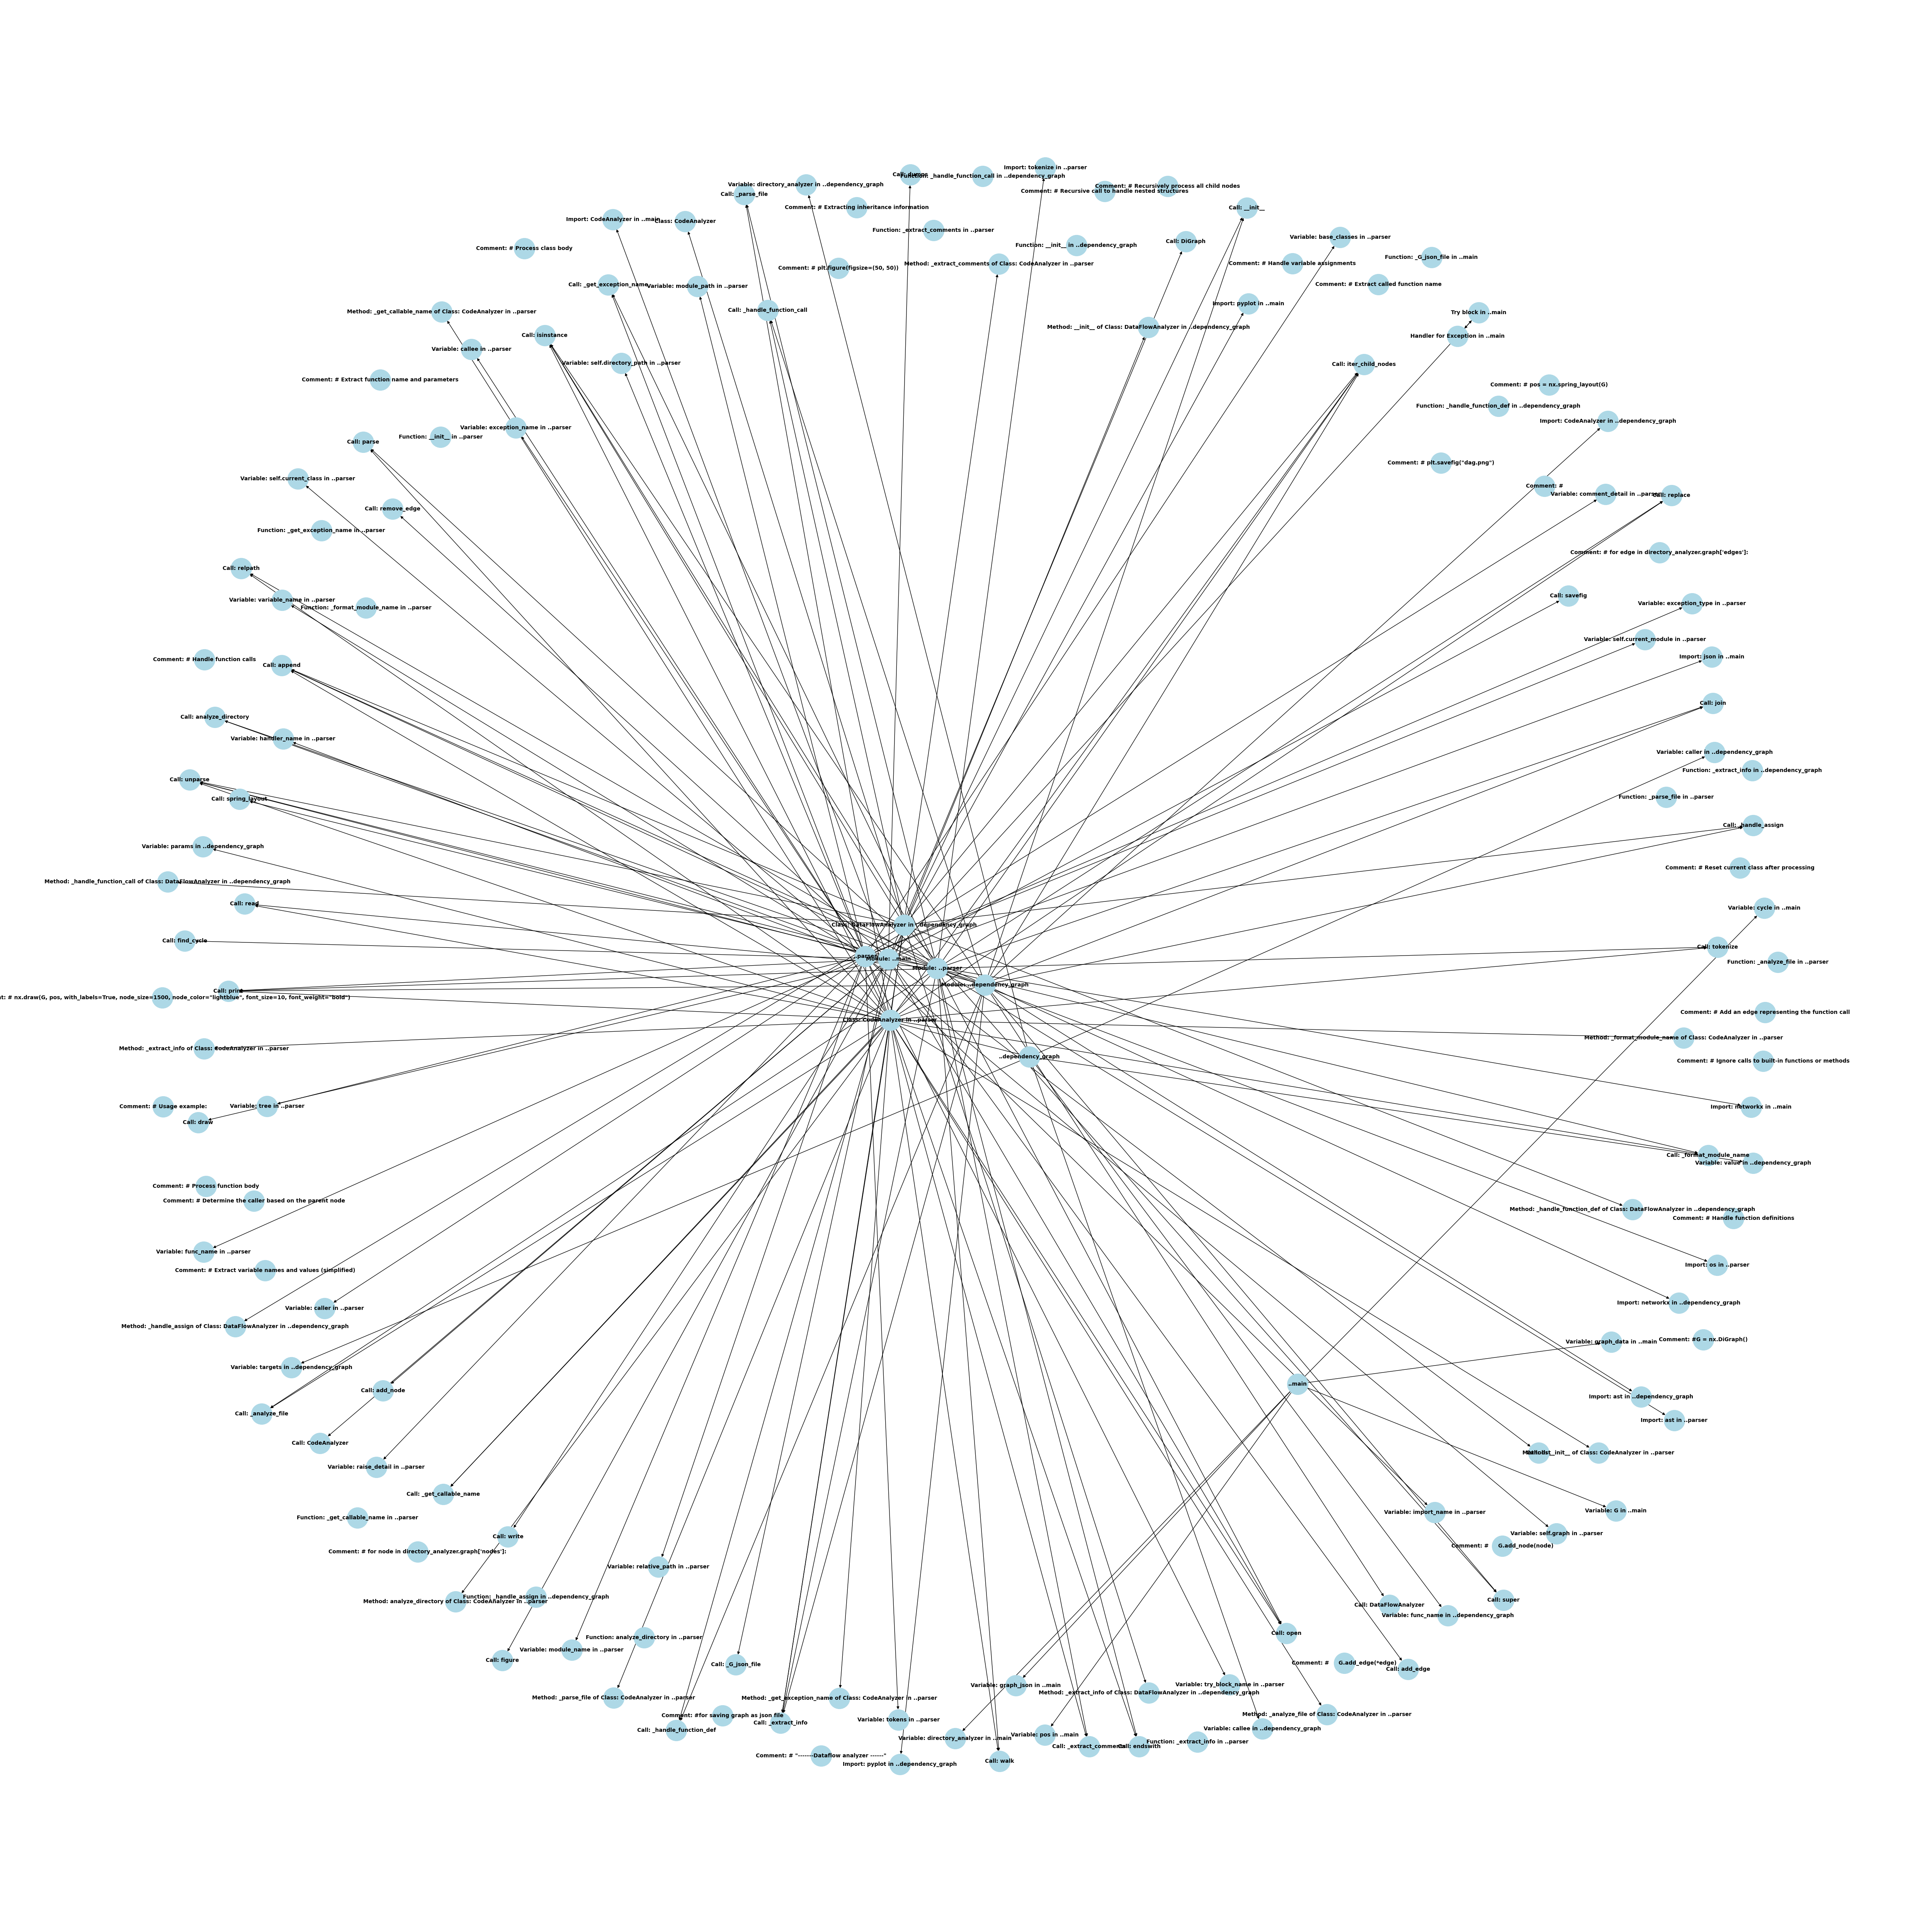 Import: tokenize in ..parser
Function: _handle_function_call in ..dependency_graph
Variable: directory_analyzer in ..dependency_graph
Comment: # Recursively process all child nodes
Comment: # Recursive call to handle nested structures
Call: _parse_file
Comment: # Extracting inheritance information
Call: __init__
Import: CodeAnalyzer in ..main
Class: CodeAnalyzer
Function: _extract_comments in ..parser
Variable: base_classes in ..parser
Call: DiGraph
Function: __init__ in ..dependency_graph
Comment: # Process class body
Function: _G_json_file in ..main
Method: _extract_comments of Class: CodeAnalyzer in ..parser
Comment: # Handle variable assignments
Comment: # plt.figure(figsize=(50, 50))
Call: _get_exception_name
Variable: module_path in ..parser
Comment: # Extract called function name
Import: pyplot in ..main
Call: _handle_function_call
Method: _get_callable_name of Class: CodeAnalyzer in ..parser
Try block in ..main
Method: __init__ of Class: DataFlowAnalyzer in ..dependency_graph
Call: isinstance
Handler for Exception in ..main
Variable: callee in ..parser
Variable: self.directory_path in ..parser
Call: iter_child_nodes
Comment: # Extract function name and parameters
Comment: # pos = nx.spring_layout(G)
Function: _handle_function_def in ..dependency_graph
Import: CodeAnalyzer in ..dependency_graph
Variable: exception_name in ..parser
Function: __init__ in ..parser
Call: parse
Comment: # plt.savefig("dag.png")
Variable: self.current_class in ..parser
Comment: #
Variable: comment_detail in ..parser
Call: replace
Call: remove_edge
Function: _get_exception_name in ..parser
Comment: # for edge in directory_analyzer.graph['edges']:
Call: relpath
Call: savefig
Variable: variable_name in ..parser
Function: _format_module_name in ..parser
Variable: exception_type in ..parser
Variable: self.current_module in ..parser
Import: json in ..main
Comment: # Handle function calls
Call: append
Call: join
Call: analyze_directory
Variable: handler_name in ..parser
Variable: caller in ..dependency_graph
Function: _extract_info in ..dependency_graph
Call: unparse
Call: spring_layout
Function: _parse_file in ..parser
Call: _handle_assign
Variable: params in ..dependency_graph
Comment: # Reset current class after processing
Method: _handle_function_call of Class: DataFlowAnalyzer in ..dependency_graph
Call: read
Variable: cycle in ..main
Class: DataFlowAnalyzer in ..dependency_graph
Call: find_cycle
Call: tokenize
..parser
Module: ..main
Function: _analyze_file in ..parser
Module: ..parser
Module: ..dependency_graph
Call: print
nt: # nx.draw(G, pos, with_labels=True, node_size=1500, node_color="lightblue", font_size=10, font_weight="bold")
Comment: # Add an edge representing the function call
Class: CodeAnalyzer in ..parser
Method: _format_module_name of Class: CodeAnalyzer in ..parser
Method: _extract_info of Class: CodeAnalyzer in ..parser
..dependency_graph
Comment: # Ignore calls to built-in functions or methods
Comment: # Usage example:
Variable: tree in ..parser
Import: networkx in ..main
Call: draw
Call: _format_module_name
Variable: value in ..dependency_graph
Comment: # Process function body
Comment: # Determine the caller based on the parent node
Method: _handle_function_def of Class: DataFlowAnalyzer in ..dependency_graph
Comment: # Handle function definitions
Variable: func_name in ..parser
Import: os in ..parser
Comment: # Extract variable names and values (simplified)
Import: networkx in ..dependency_graph
Variable: caller in ..parser
Method: _handle_assign of Class: DataFlowAnalyzer in ..dependency_graph
Variable: graph_data in ..main
Comment: #G = nx.DiGraph()
Variable: targets in ..dependency_graph
..main
Call: add_node
Import: ast in ..dependency_graph
Call: _analyze_file
Import: ast in ..parser
Call: CodeAnalyzer
Method: __init__ of Class: CodeAnalyzer in ..parser
Variable: raise_detail in ..parser
Call: _get_callable_name
Variable: G in ..main
Variable: import_name in ..parser
Function: _get_callable_name in ..parser
Variable: self.graph in ..parser
Call: write
Comment: #     G.add_node(node)
Comment: # for node in directory_analyzer.graph['nodes']:
Variable: relative_path in ..parser
Function: _handle_assign in ..dependency_graph
Method: analyze_directory of Class: CodeAnalyzer in ..parser
Call: super
Call: DataFlowAnalyzer
Variable: func_name in ..dependency_graph
Call: open
Function: analyze_directory in ..parser
Variable: module_name in ..parser
Call: figure
Call: _G_json_file
Comment: #     G.add_edge(*edge)
Call: add_edge
Variable: graph_json in ..main
Variable: try_block_name in ..parser
Method: _extract_info of Class: DataFlowAnalyzer in ..dependency_graph
Method: _parse_file of Class: CodeAnalyzer in ..parser
Method: _get_exception_name of Class: CodeAnalyzer in ..parser
Comment: #for saving graph as json file
Method: _analyze_file of Class: CodeAnalyzer in ..parser
Variable: tokens in ..parser
Call: _extract_info
Call: _handle_function_def
Variable: callee in ..dependency_graph
Variable: pos in ..main
Variable: directory_analyzer in ..main
Function: _extract_info in ..parser
Call: _extract_comments
Call: endswith
Comment: # "-------Dataflow analyzer ------"
Call: walk
Import: pyplot in ..dependency_graph